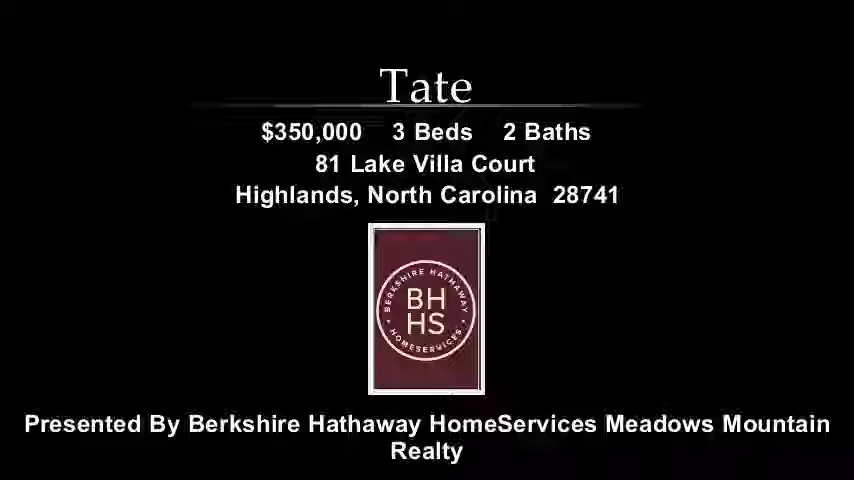 Tate
$350,000 3 Beds 2 Baths
81 Lake Villa Court
Highlands, North Carolina 28741
BERKSHIRE HATHAWAY
BH
HS
HOMESERVICES
Presented By Berkshire Hathaway HomeServices Meadows Mountain
Realty